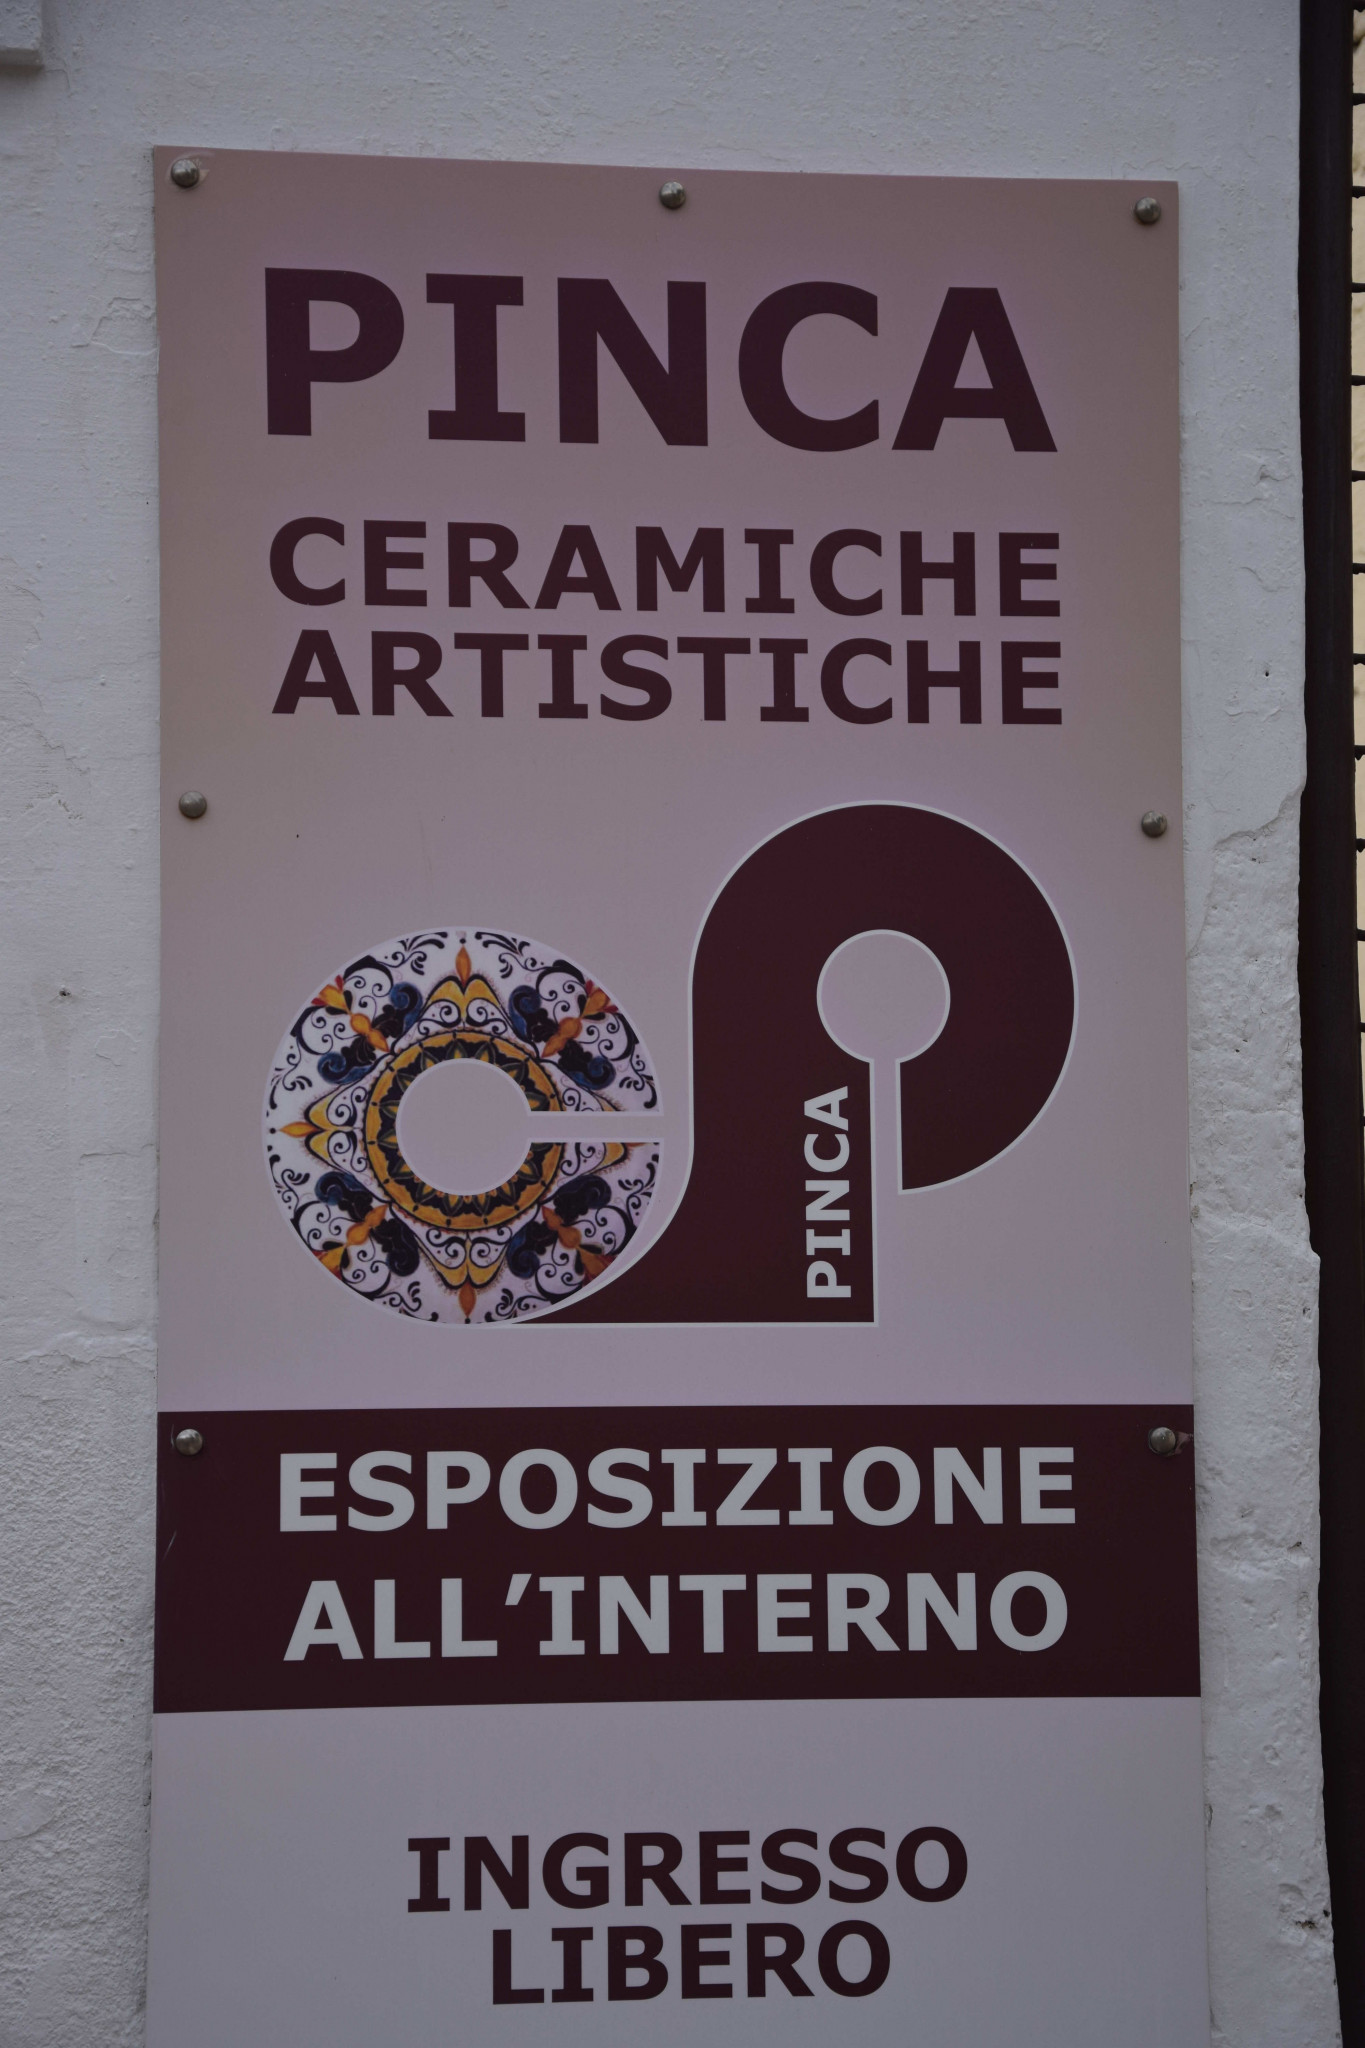 PINCA
CERAMICHE
ARTISTICHE
PINCA
ESPOSIZIONE
ALL'INTERNO
INGRESSO
LIBERO